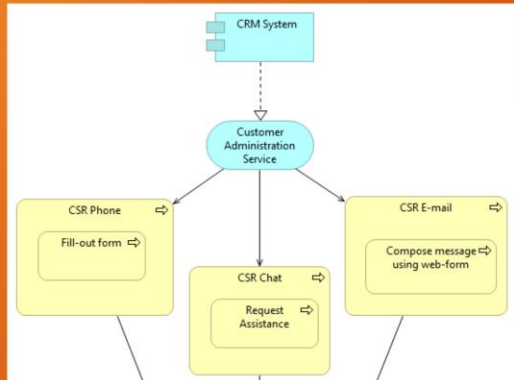 CRM System
Customer
Administration
Service
CSR Phone
Fill-out form
CSR Chat
Request
Assistance
CSR E-mail
Compose message
using web-form